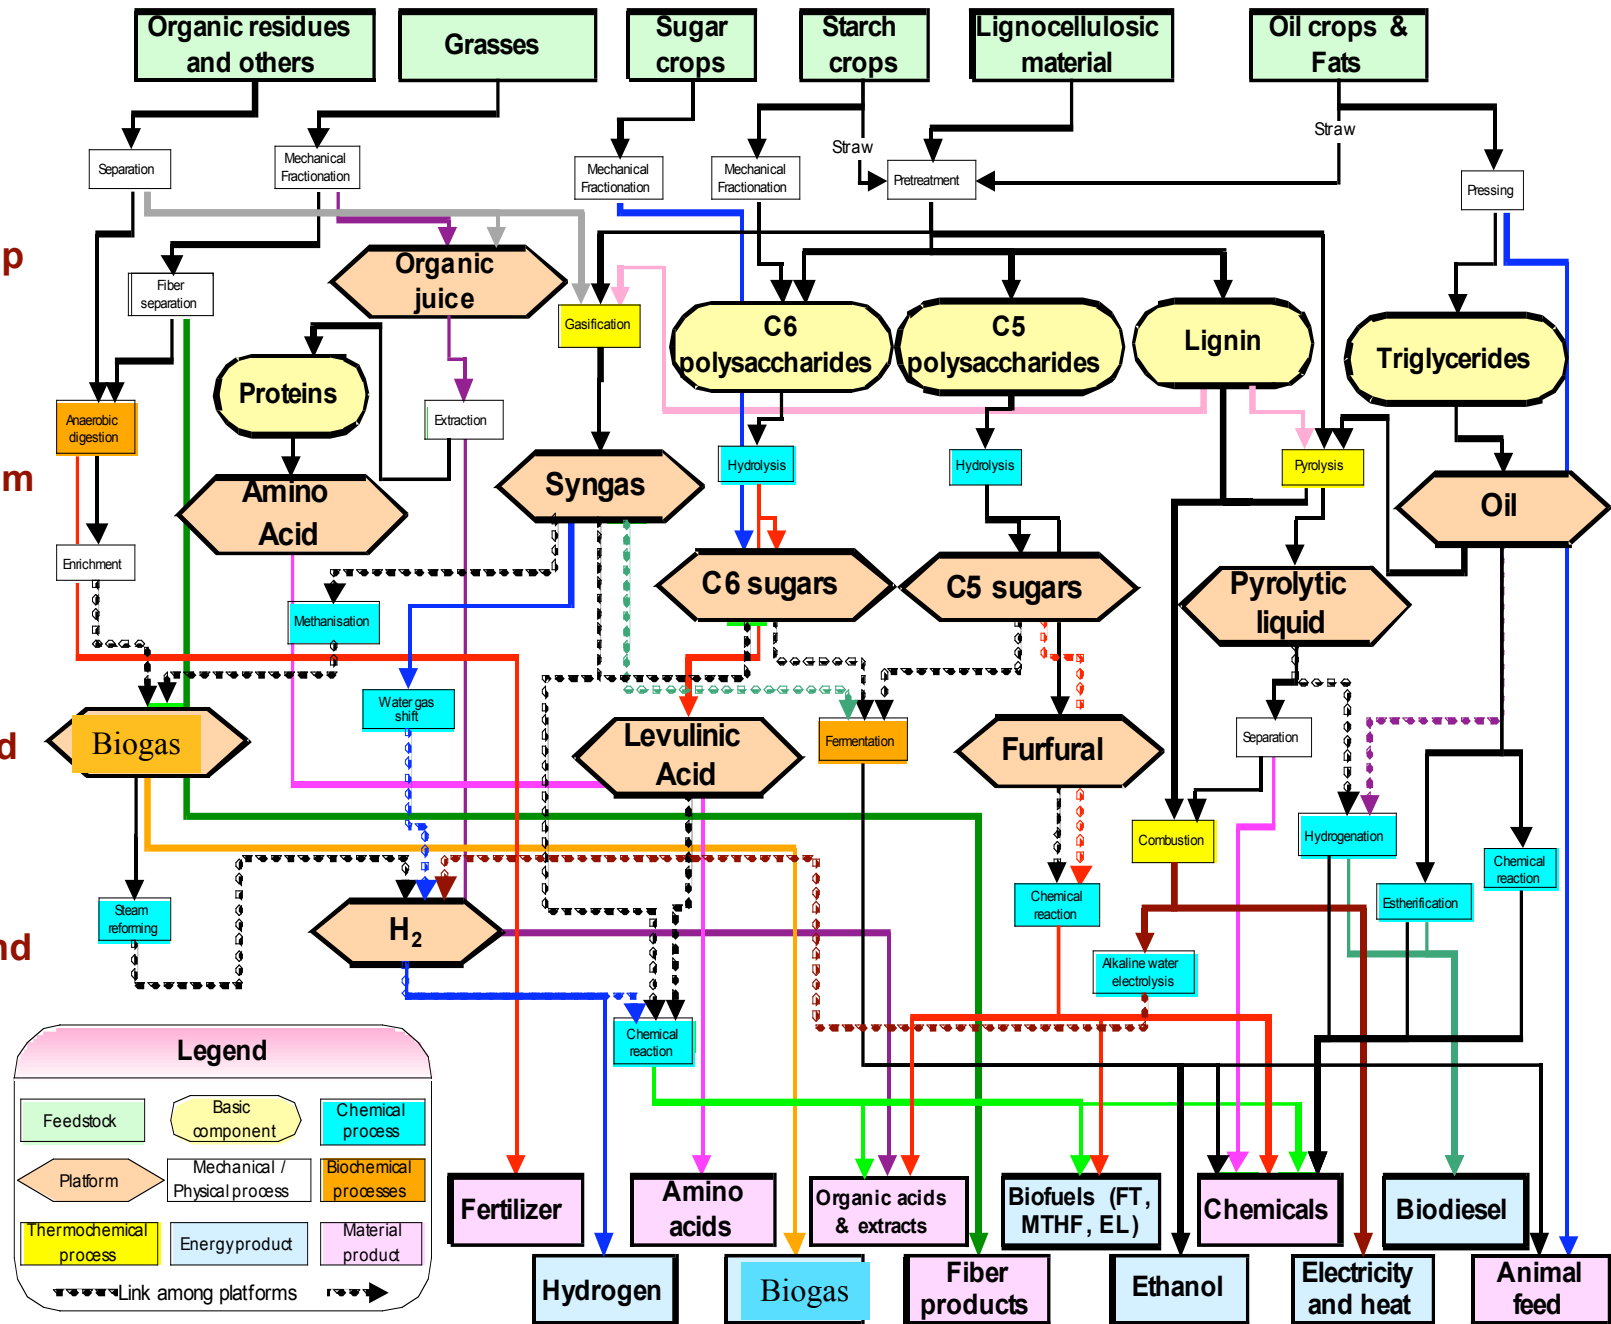 Organic residues
and others
Grasses
Sugar
crops
Starch
crops
Lignocellulosic
material
Oil crops &
Fats
Straw
Straw
Separation
Mechanical
Fractionation
Mechanical
Fractionation
Mechanical
Fractionation
Pretreatment
Pressing
p
Organic
juice
Fiber
separation
Gasification
C6
polysaccharides
C5
polysaccharides
Lignin
Triglycerides
Proteins
Anaerobic
digestion
Extraction
Hydrolysis
Hydrolysis
Pyrolysis
m
Amino
Acid
Syngas
Oil
Enrichment
C6 sugars
C5 sugars
Pyrolytic
liquid
Methanisation
Water gas
shift
d
Biogas
Levulinic
Acid
Fermentation
Furfural
Separation
Combustion
Hydrogenation
Chemical
reaction
Steam
reforming
H2
Chemical
reaction
Estherification
nd
Alkaline water
electrolysis
Chemical
reaction
Legend
Feedstock
Basic
component
Chemical
process
Platform
Mechanical /
Physical process
Biochemical
processes
Thermochemical
process
Energy product
Material
product
Link among platforms
Fertilizer
Amino
acids
Organic acids
& extracts
Biofuels (FT,
MTHF, EL)
Chemicals
Biodiesel
Hydrogen
Biogas
Fiber
products
Ethanol
Electricity
and heat
Animal
feed